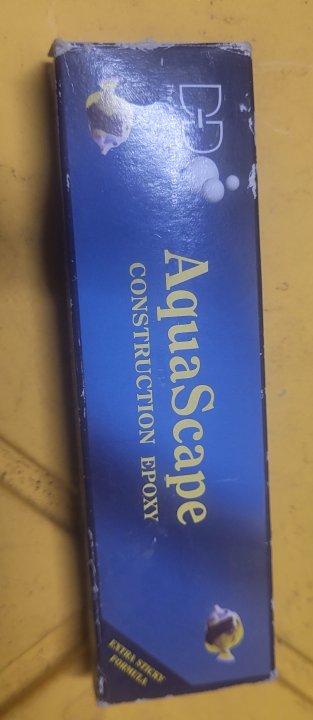 D-D
AquaScape
CONSTRUCTION EPOXY
EXTRA STICKY
FORMULA